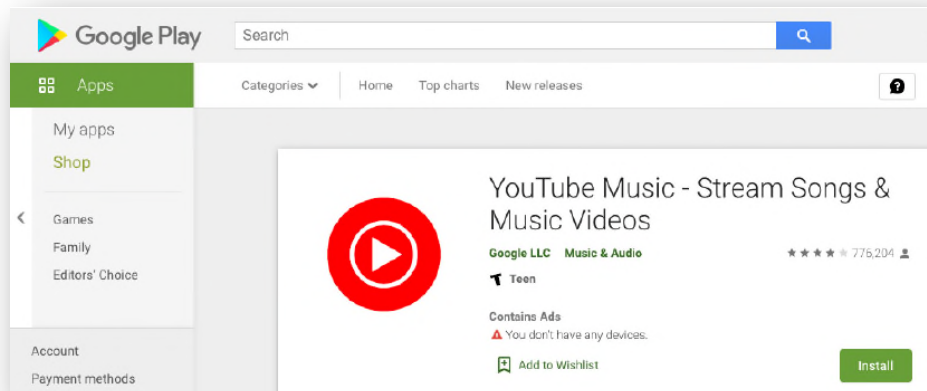 Google Play
Search
Apps
Categories
Home
Top charts
New releases
My apps
Shop
Games
Family
Editors' Choice
Account
Payment methods
YouTube Music - Stream Songs &
Music Videos
Google LLC Music & Audio
776,204
Teen
Contains Ads
You don't have any devices.
Add to Wishlist
Install